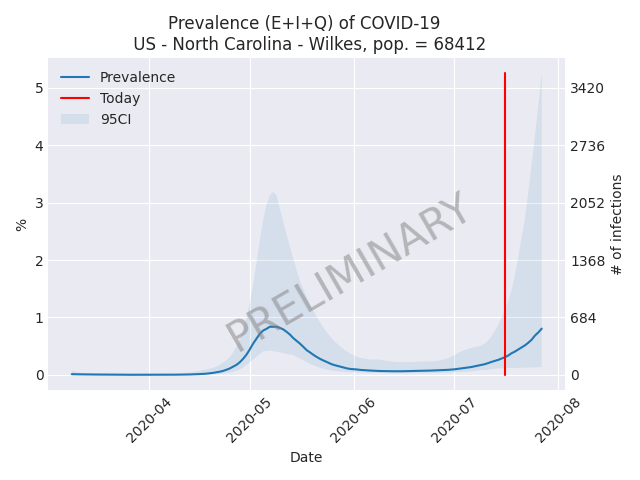 Prevalence (E+I+Q) of COVID-19
US - North Carolina - Wilkes, pop. = 68412
Prevalence
Today
95CI
5
4
3
2
1
0
%
3420
2736
2052
1368
684
0
# of infections
PRELIMINARY
2020-04
2020-05
2020-06
2020-07
2020-08
Date